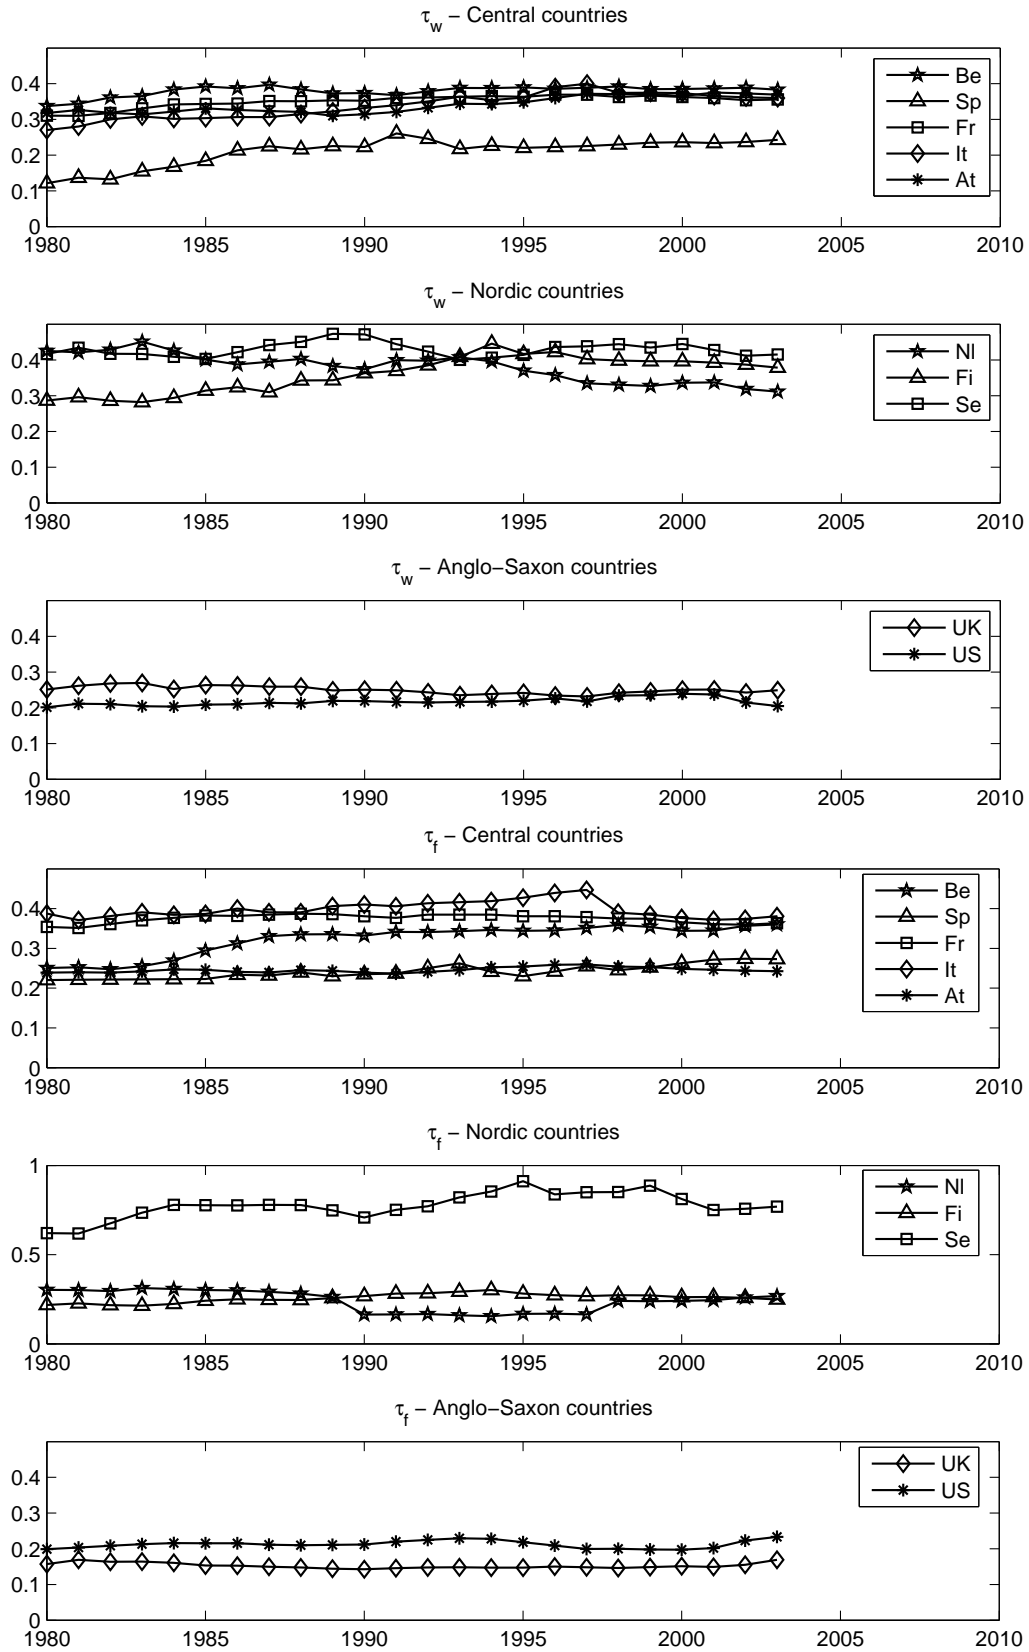 τw – Central countries
0.4
0.3
0.2
0.1
0
1980 1985 1990 1995 2000 2005 2010
Be
Sp
Fr
It
At
τw – Nordic countries
0.4
0.3
0.2
0.1
0
1980 1985 1990 1995 2000 2005 2010
Nl
Fi
Se
τw – Anglo−Saxon countries
0.4
0.3
0.2
0.1
0
1980 1985 1990 1995 2000 2005 2010
UK
US
τf – Central countries
0.4
0.3
0.2
0.1
0
1980 1985 1990 1995 2000 2005 2010
Be
Sp
Fr
It
At
τf – Nordic countries
1
0.5
0
1980 1985 1990 1995 2000 2005 2010
Nl
Fi
Se
τf – Anglo−Saxon countries
0.4
0.3
0.2
0.1
0
1980 1985 1990 1995 2000 2005 2010
UK
US